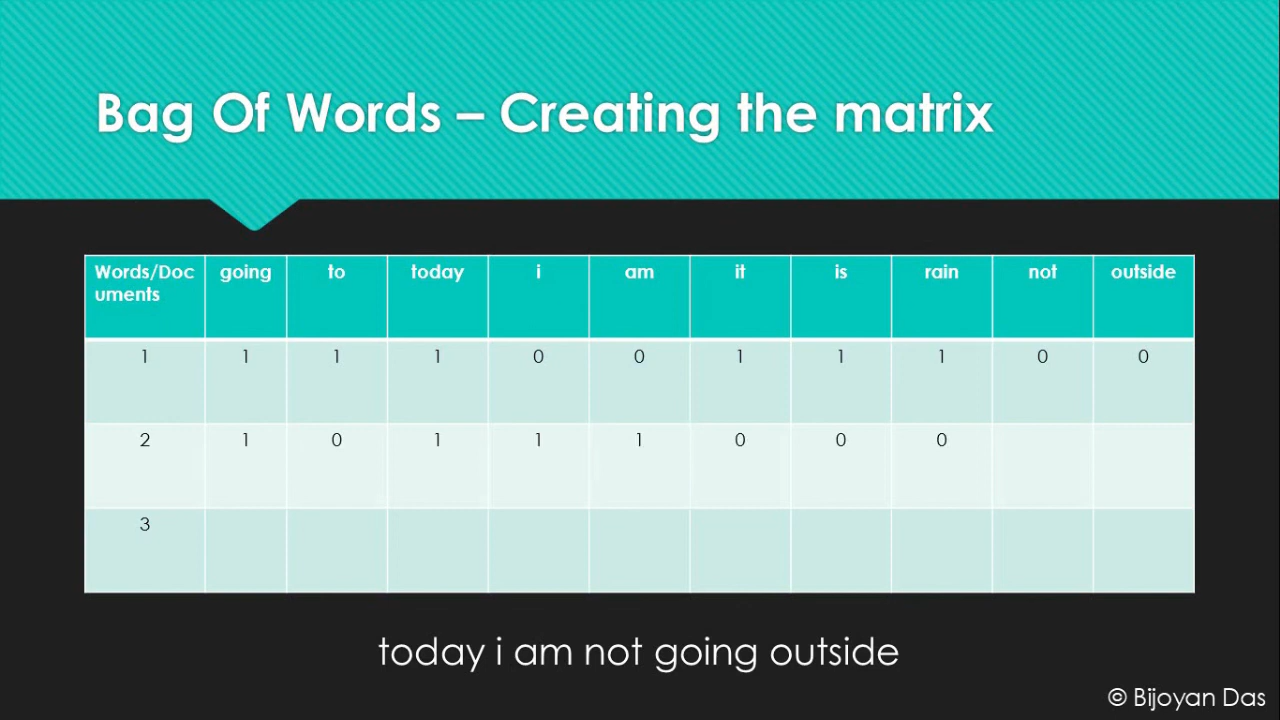 Bag Of Words – Creating the matrix
Words/Doc going to today i am it is rain not outside
uments
1 1 1 1 0 0 1 1 1 0 0
2 1 0 1 1 1 0 0 0
3
today i am not going outside
© Bijoyan Das